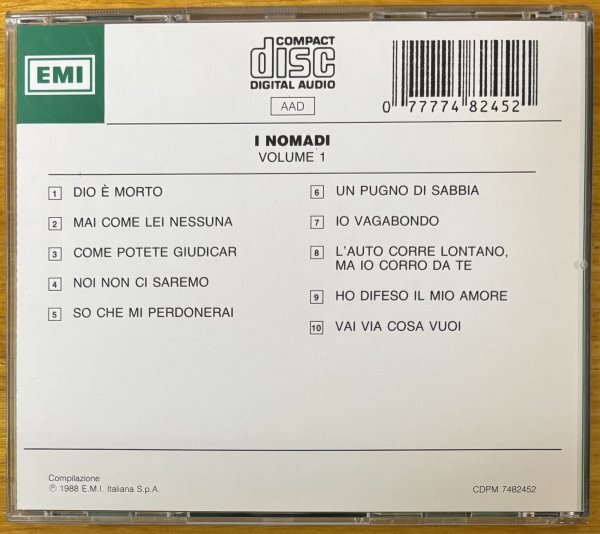 EMI
COMPACT
disc
DIGITAL AUDIO
AAD
0 77774 82452
I NOMADI
VOLUME 1
1 DIO È MORTO
2 MAI COME LEI NESSUNA
3 COME POTETE GIUDICAR
4 NOI NON CI SAREMO
5 SO CHE MI PERDONERAI
6 UN PUGNO DI SABBIA
7 IO VAGABONDO
8 L'AUTO CORRE LONTANO,
MA IO CORRO DA TE
9 HO DIFESO IL MIO AMORE
10 VAI VIA COSA VUOI
Compilazione
℗ 1988 E.M.I. Italiana S.p.A.
CDPM 7482452